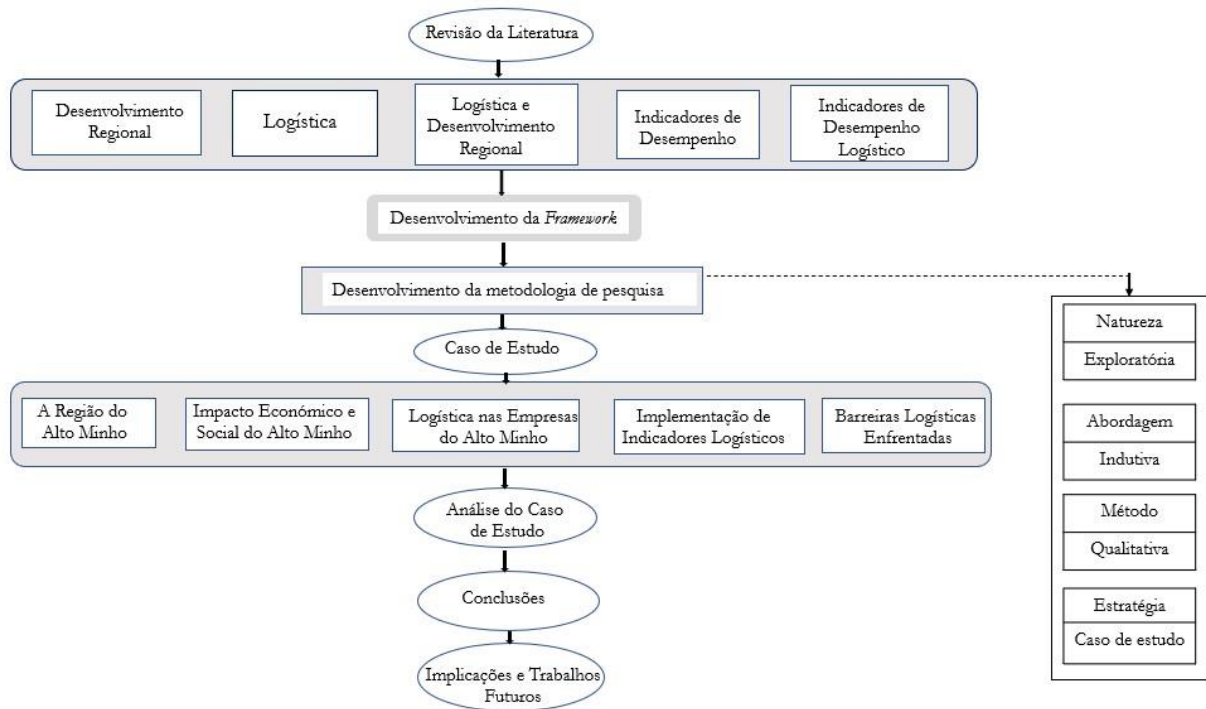 Revisão da Literatura
Desenvolvimento
Regional
Logística
Logística e
Desenvolvimento
Regional
Indicadores de
Desempenho
Indicadores de
Desempenho
Logístico
Desenvolvimento da Framework
Desenvolvimento da metodologia de pesquisa
Natureza
Exploratória
Abordagem
Indutiva
Método
Qualitativa
Estratégia
Caso de estudo
Caso de Estudo
A Região do
Alto Minho
Impacto Económico e
Social do Alto Minho
Logística nas Empresas
do Alto Minho
Implementação de
Indicadores Logísticos
Barreiras Logísticas
Enfrentadas
Análise do Caso
de Estudo
Conclusões
Implicações e Trabalhos
Futuros